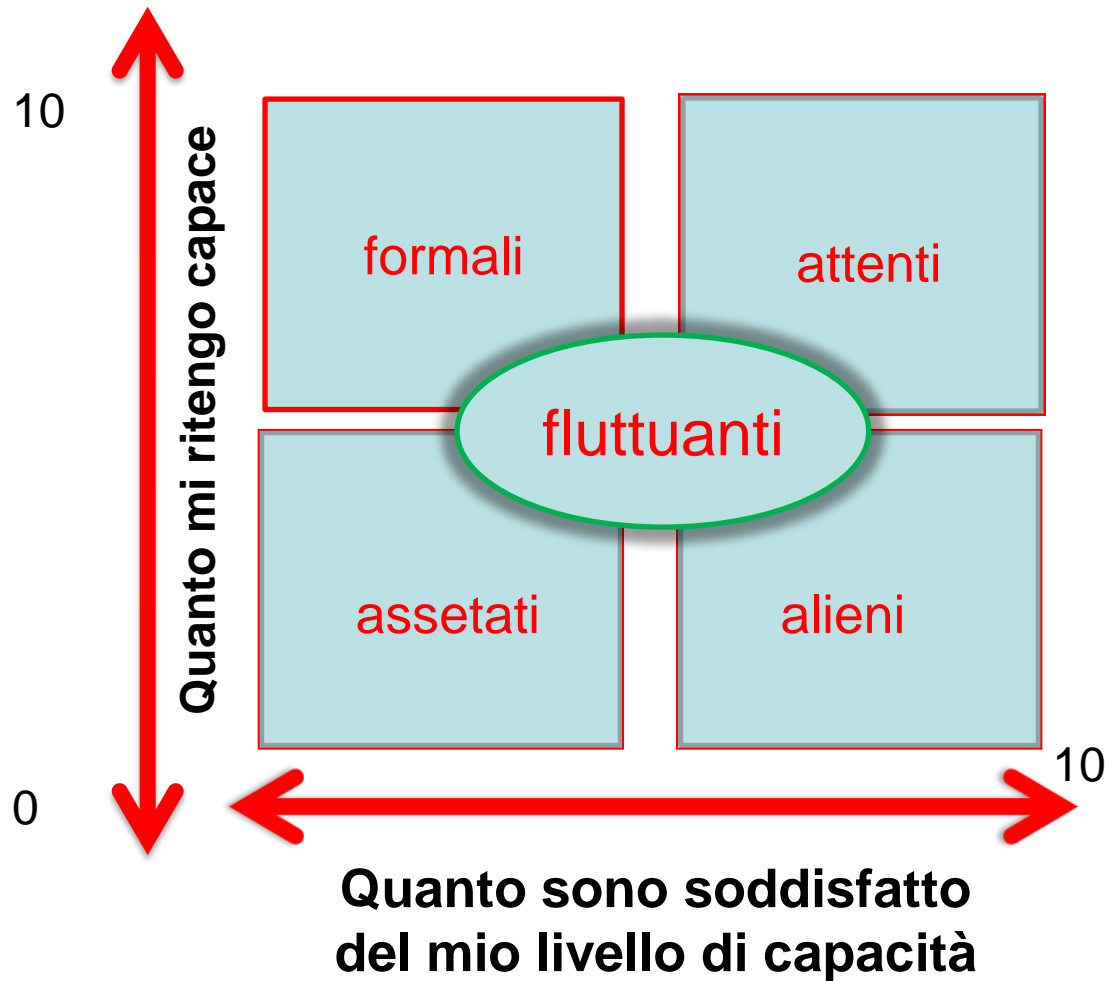 10
Quanto mi ritengo capace
formali
attenti
fluttuanti
assetati
alieni
10
0
Quanto sono soddisfatto
del mio livello di capacità